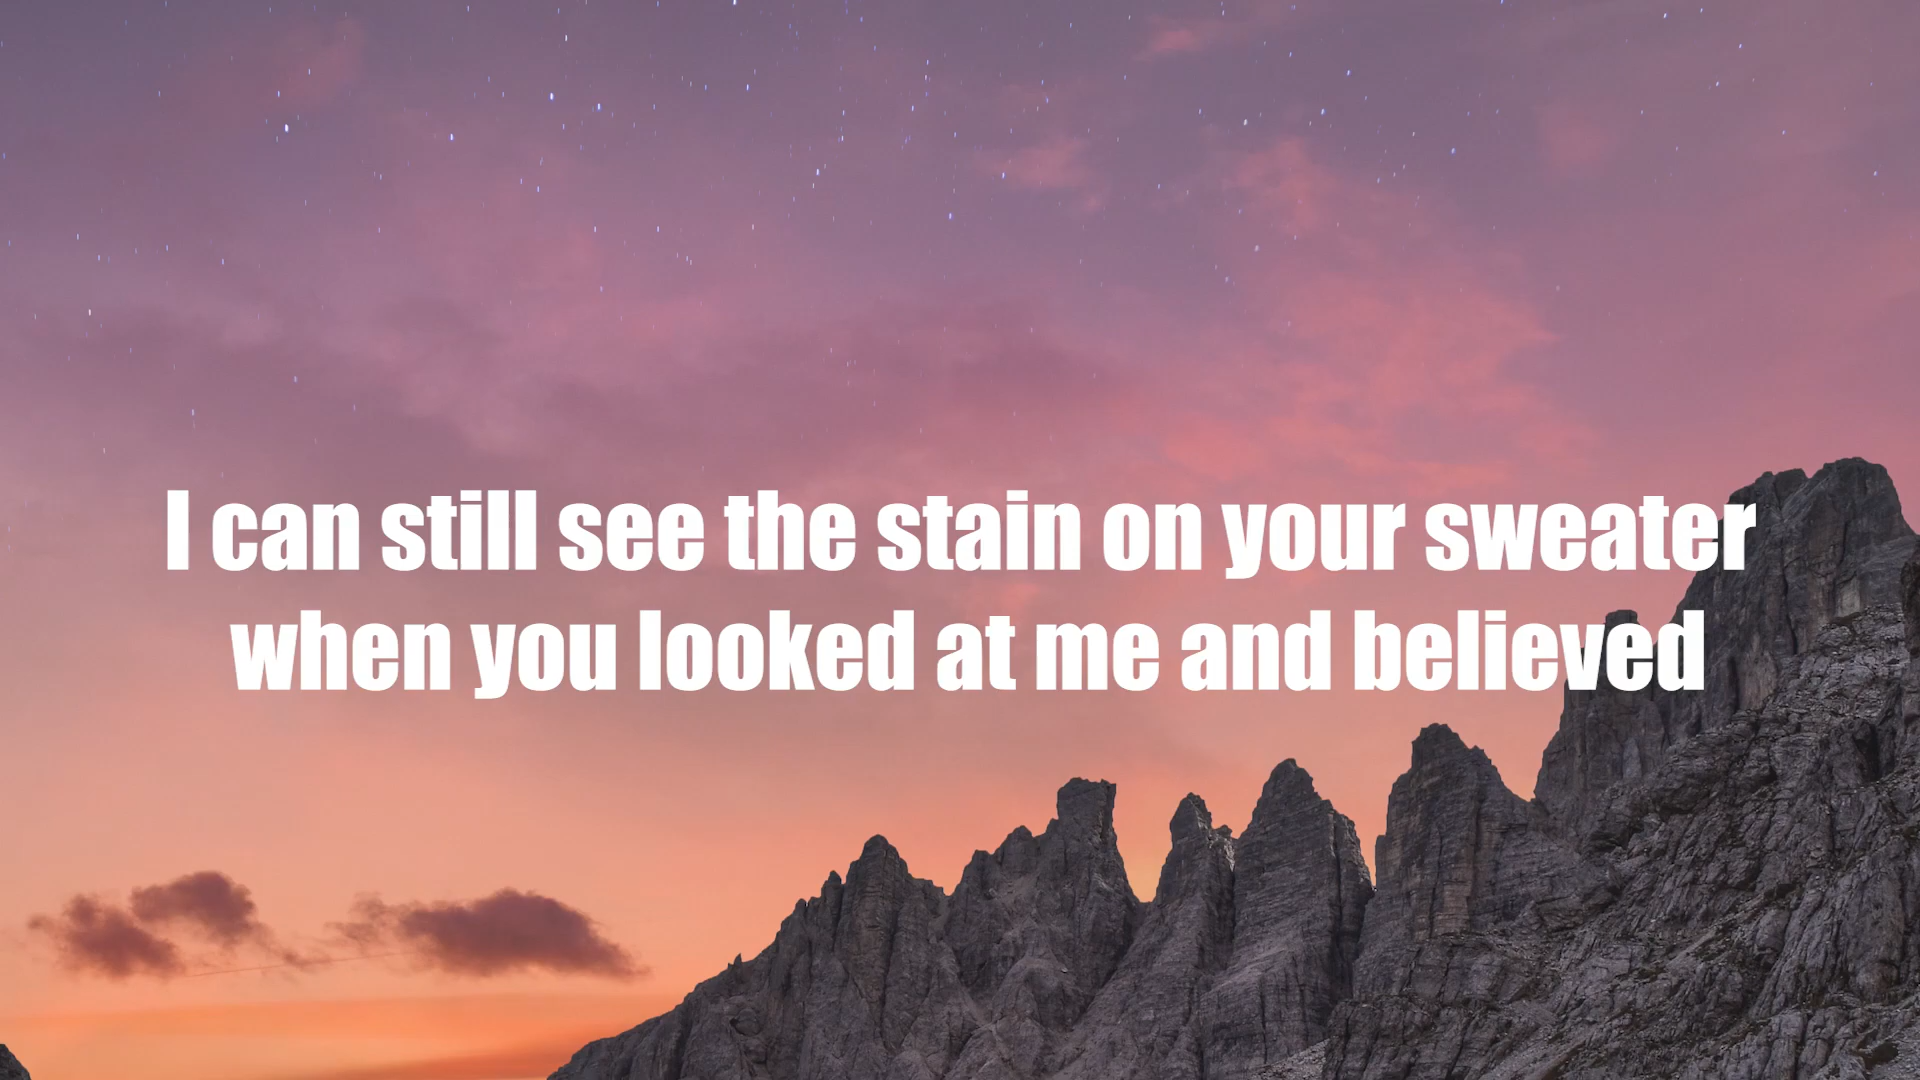 I can still see the stain on your sweater
when you looked at me and believed